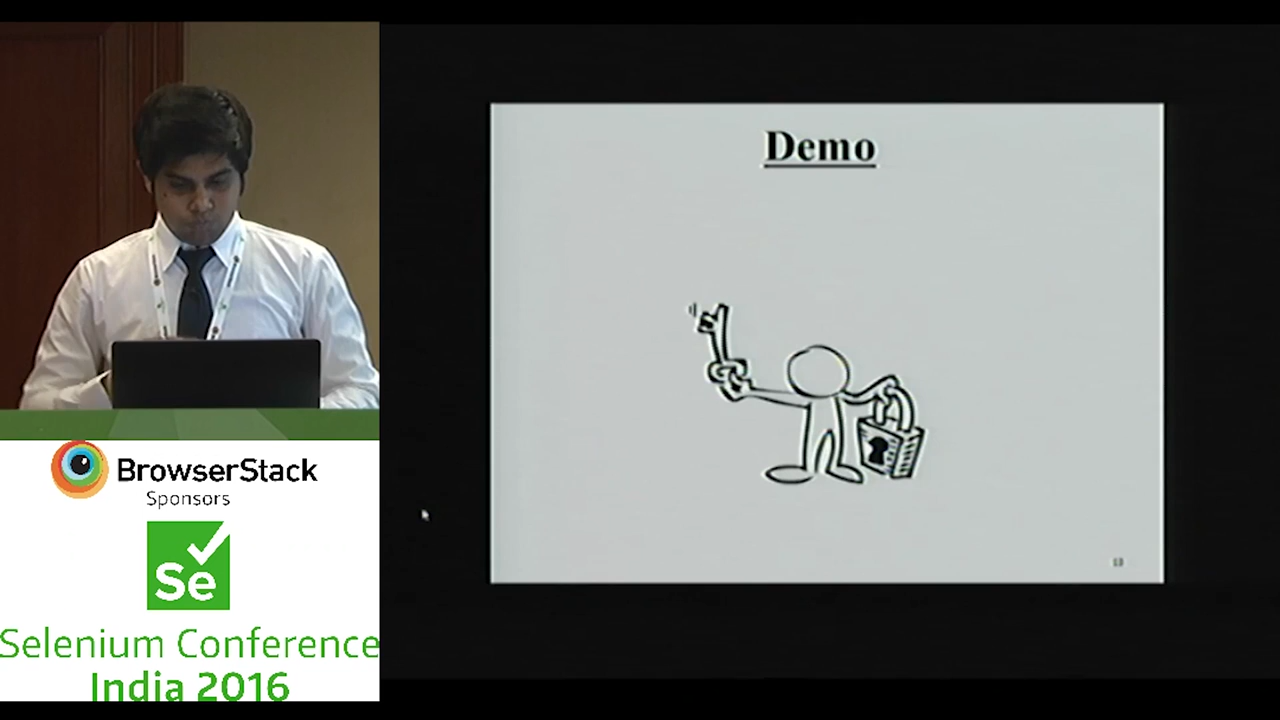 Demo
BrowserStack
Sponsors
Se
Selenium Conference
India 2016